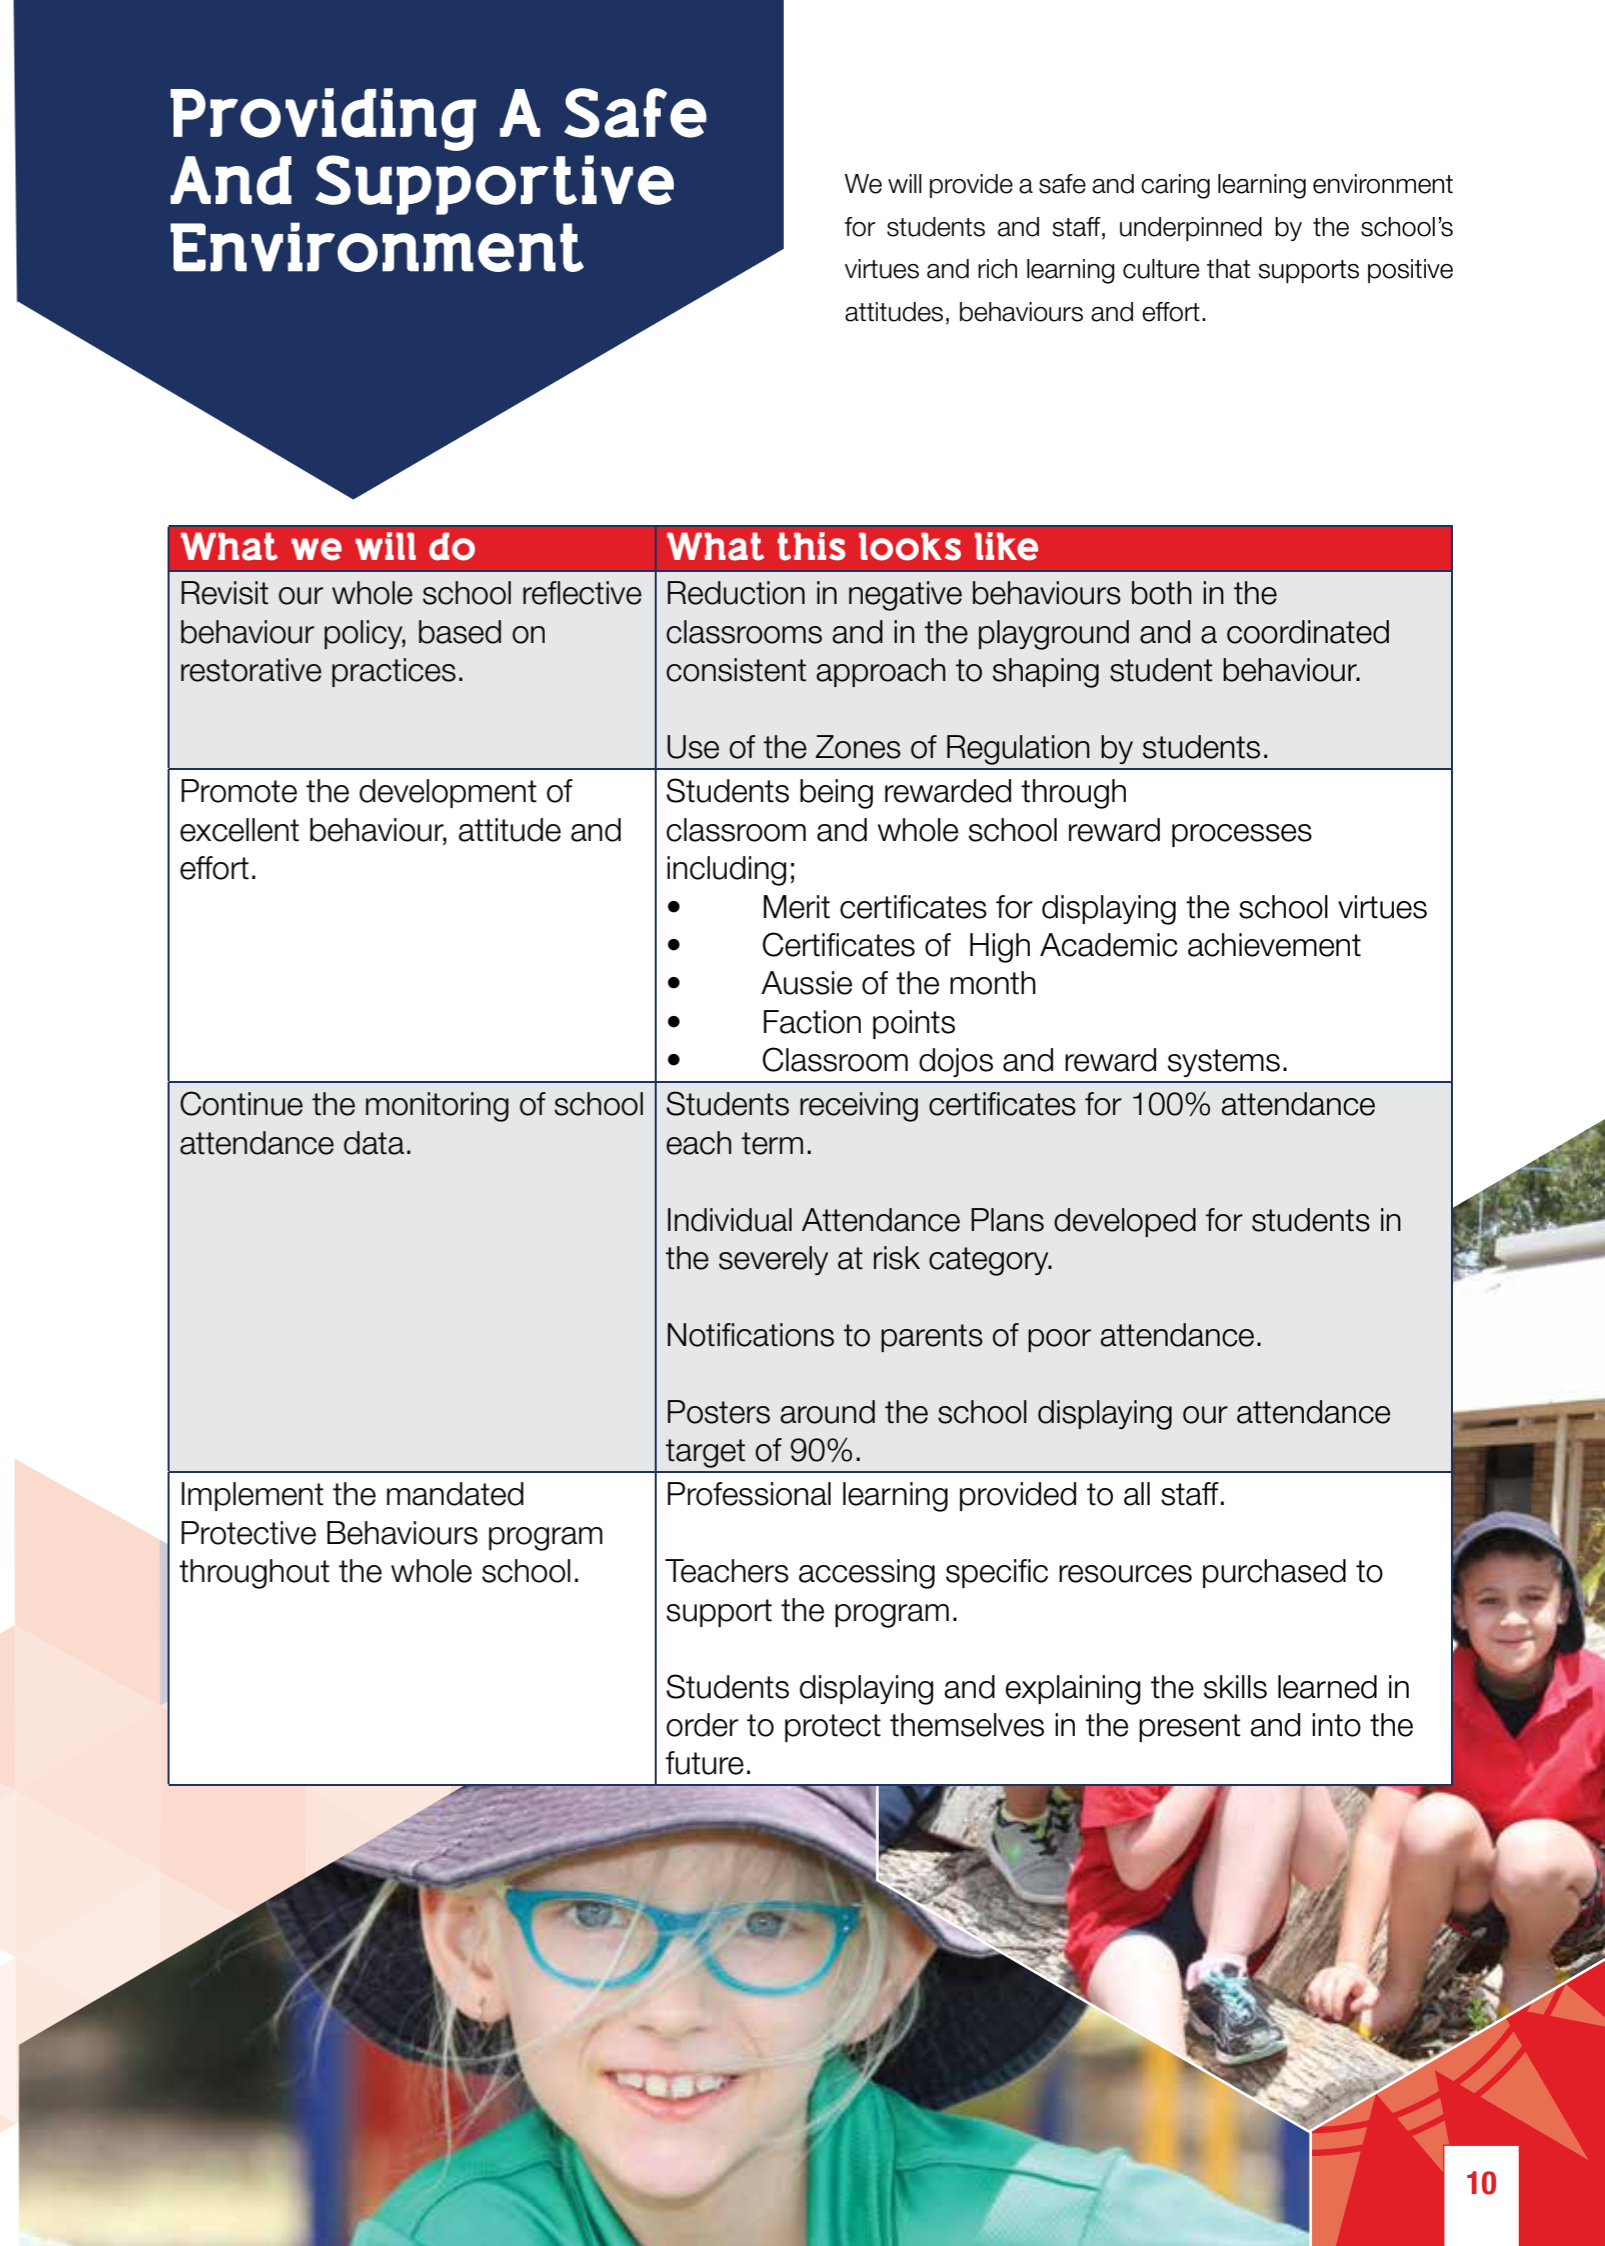 Providing A Safe
And Supportive
Environment
We will provide a safe and caring learning environment
for students and staff, underpinned by the school’s
virtues and rich learning culture that supports positive
attitudes, behaviours and effort.
What we will do
What this looks like
Revisit our whole school reflective
behaviour policy, based on
restorative practices.
Reduction in negative behaviours both in the
classrooms and in the playground and a coordinated
consistent approach to shaping student behaviour.
Use of the Zones of Regulation by students.
Promote the development of
excellent behaviour, attitude and
effort.
Students being rewarded through
classroom and whole school reward processes
including;
• Merit certificates for displaying the school virtues
• Certificates of  High Academic achievement
• Aussie of the month
• Faction points
• Classroom dojos and reward systems.
Continue the monitoring of school
attendance data.
Students receiving certificates for 100% attendance
each term.
Individual Attendance Plans developed for students in
the severely at risk category.
Notifications to parents of poor attendance.
Posters around the school displaying our attendance
target of 90%.
Implement the mandated
Protective Behaviours program
throughout the whole school.
Professional learning provided to all staff.
Teachers accessing specific resources purchased to
support the program.
Students displaying and explaining the skills learned in
order to protect themselves in the present and into the
future.
10